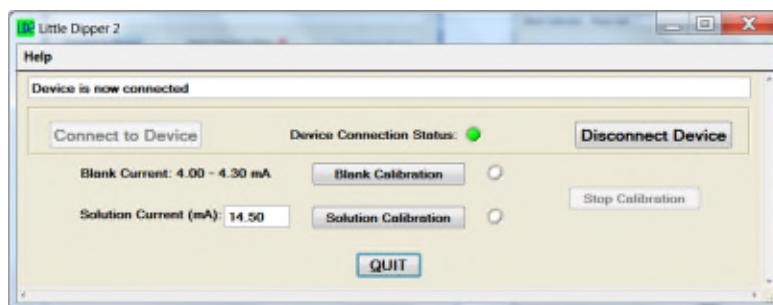 Little Dipper 2
Help
Device is now connected
Connect to Device Device Connection Status: Disconnect Device
Blank Current: 4.00 - 4.30 mA Blank Calibration
Stop Calibration
Solution Current (mA): 14.50 Solution Calibration
QUIT